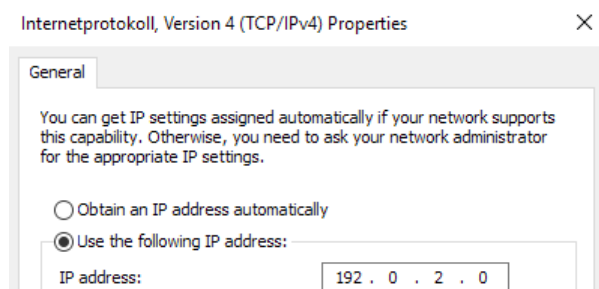 Internetprotokoll, Version 4 (TCP/IPv4) Properties
General
You can get IP settings assigned automatically if your network supports
this capability. Otherwise, you need to ask your network administrator
for the appropriate IP settings.
Obtain an IP address automatically
Use the following IP address:
IP address: 192 . 0 . 2 . 0